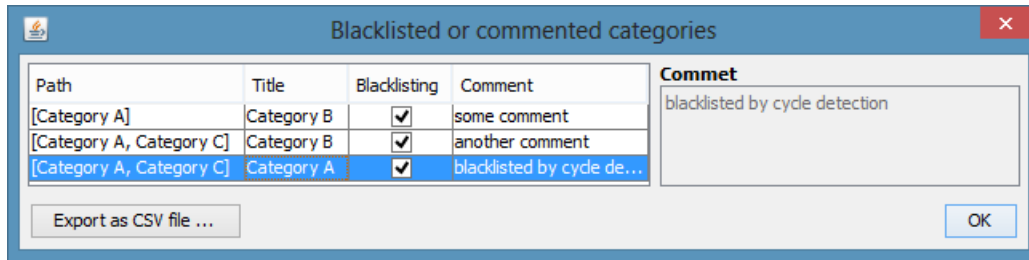 Blacklisted or commented categories
Path Title Blacklisting Comment
[Category A] Category B some comment
[Category A, Category C] Category B another comment
[Category A, Category C] Category A blacklisted by cycle de...
Commet
blacklisted by cycle detection
Export as CSV file ...
OK